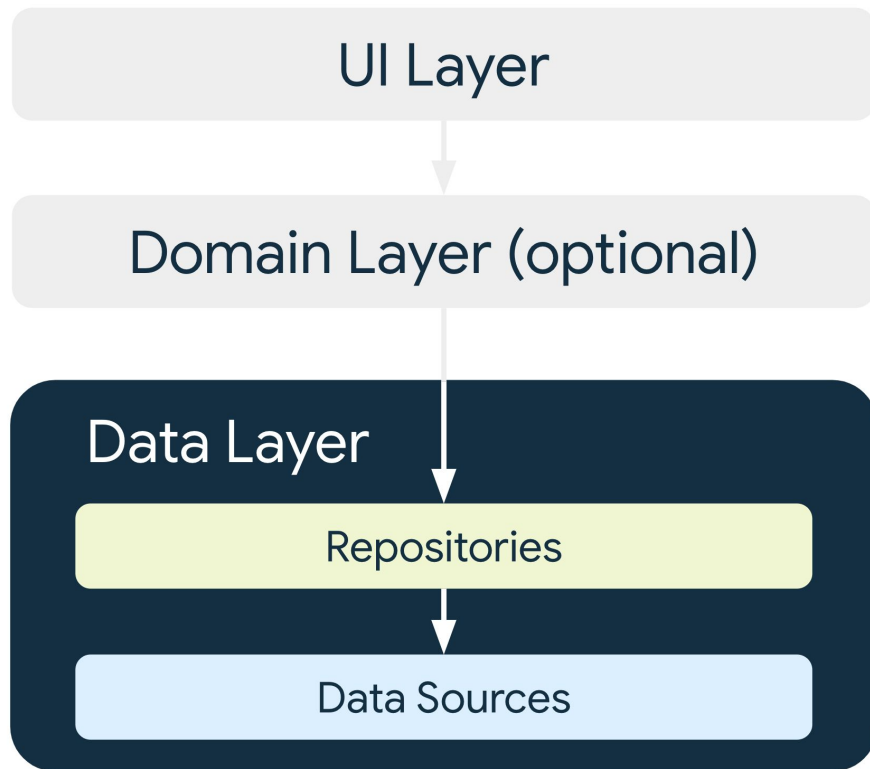 UI Layer
Domain Layer (optional)
Data Layer
Repositories
Data Sources